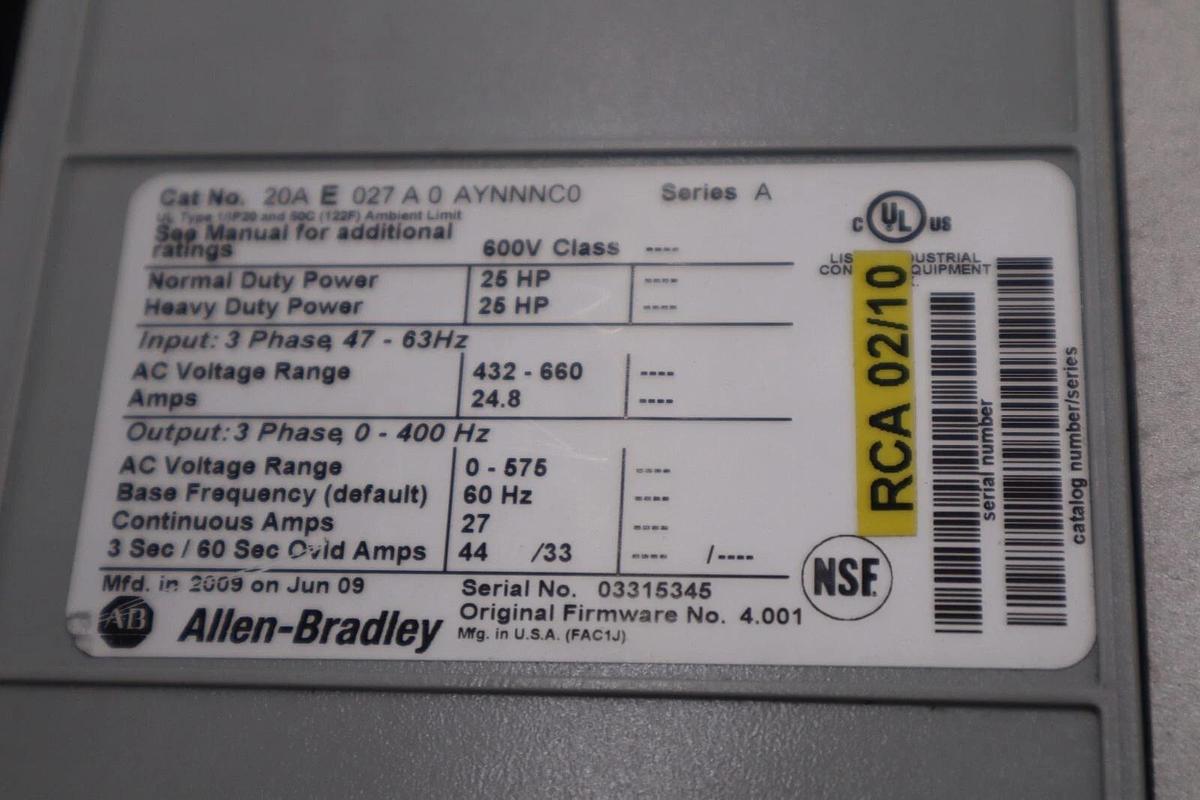 Cat No. 20A E 027 A 0 AYNNNC0 Series A
UL Type 1/IP20 and 50C (122F) Ambient Limit
See Manual for additional
ratings 600V Class ----
Normal Duty Power 25 HP ----
Heavy Duty Power 25 HP ----
Input: 3 Phase, 47 - 63Hz
AC Voltage Range 432 - 660 ----
Amps 24.8 ----
Output: 3 Phase, 0 - 400 Hz
AC Voltage Range 0 - 575 ----
Base Frequency (default) 60 Hz ----
Continuous Amps 27 ----
3 Sec / 60 Sec Ovld Amps 44 /33 ---- /----
Mfd. in 2009 on Jun 09 Serial No. 03315345
Original Firmware No. 4.001
AB Allen-Bradley Mfg. in U.S.A. (FAC1J)
C UL US
EQUIPMENT
RCA 02/10
serial number
catalog number/series
NSF.